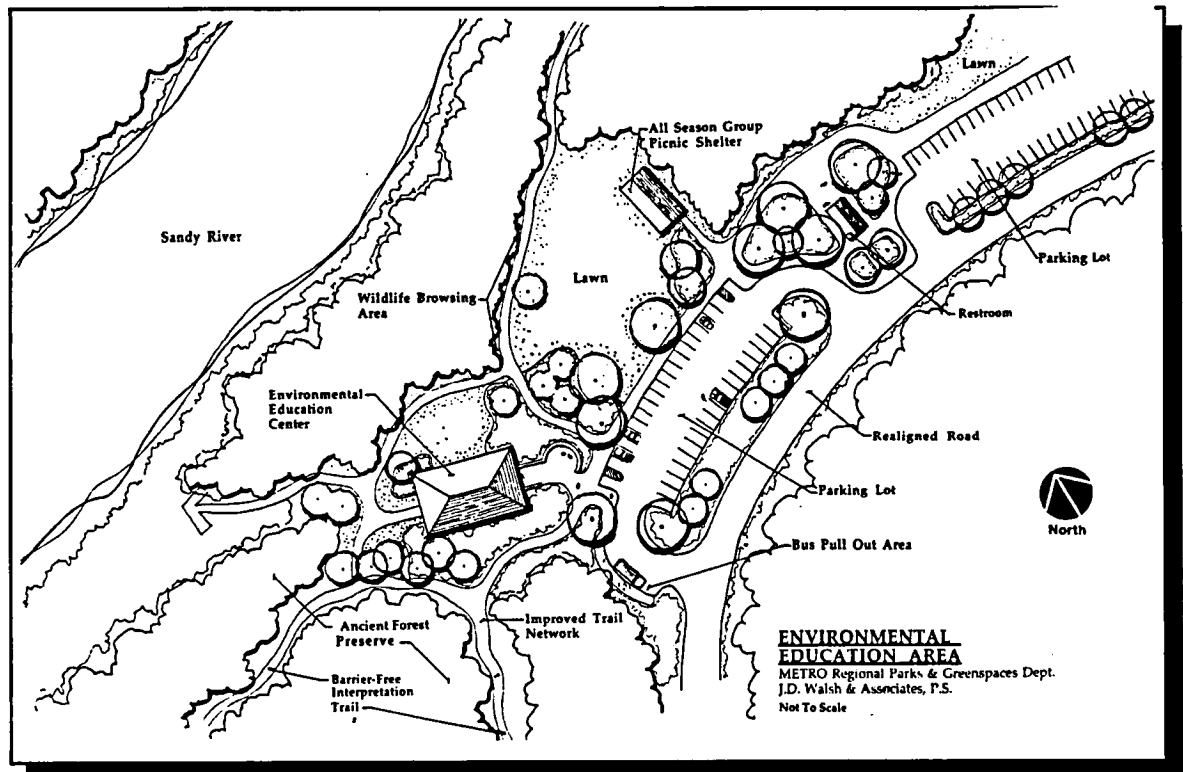 Lawn
All Season Group
Picnic Shelter
Sandy River
Parking Lot
Lawn
Wildlife Browsing
Area
Restroom
Environmental
Education
Center
Realigned Road
Parking Lot
North
Bus Pull Out Area
Ancient Forest
Preserve
Improved Trail
Network
Barrier-Free
Interpretation
Trail
ENVIRONMENTAL
EDUCATION AREA
METRO Regional Parks & Greenspaces Dept.
J.D. Walsh & Associates, P.S.
Not To Scale